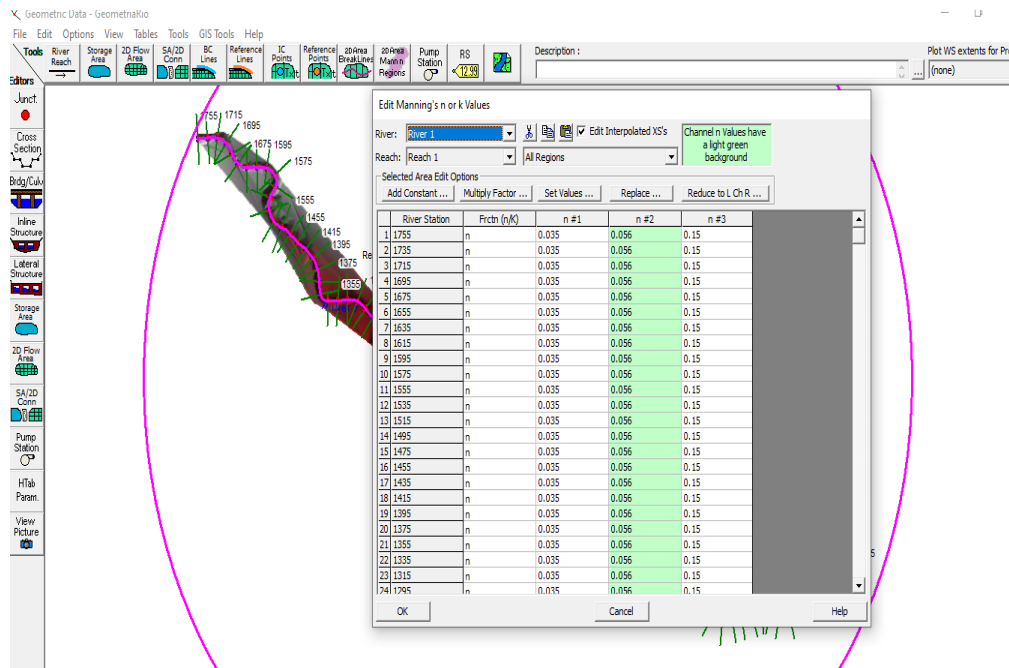 Geometric Data - GeometriaRio
File Edit Options View Tables Tools GIS Tools Help
Tools River Reach Storage Area 2D Flow Area SA/2D Conn BC Lines Reference Lines IC Points Reference Points 2D Area BreakLines 2D Area Mann n Regions Pump Station RS 12.99 Description : Plot WS extents for Pro
... (none)
Editors
Junct.
Cross Section
Brdg/Culv
Inline Structure
Lateral Structure
Storage Area
2D Flow Area
SA/2D Conn
Pump Station
HTab Param.
View Picture
1755 1715
1695
1675 1595
1575
1555
1455
1415
1395
1375 Re
1355
Edit Manning's n or k Values
River: River 1 Edit Interpolated XS's Channel n Values have a light green background
Reach: Reach 1 All Regions
Selected Area Edit Options
Add Constant ... Multiply Factor ... Set Values ... Replace ... Reduce to L Ch R ...
River Station Frctn (n/K) n #1 n #2 n #3
1 1755 n 0.035 0.056 0.15
2 1735 n 0.035 0.056 0.15
3 1715 n 0.035 0.056 0.15
4 1695 n 0.035 0.056 0.15
5 1675 n 0.035 0.056 0.15
6 1655 n 0.035 0.056 0.15
7 1635 n 0.035 0.056 0.15
8 1615 n 0.035 0.056 0.15
9 1595 n 0.035 0.056 0.15
10 1575 n 0.035 0.056 0.15
11 1555 n 0.035 0.056 0.15
12 1535 n 0.035 0.056 0.15
13 1515 n 0.035 0.056 0.15
14 1495 n 0.035 0.056 0.15
15 1475 n 0.035 0.056 0.15
16 1455 n 0.035 0.056 0.15
17 1435 n 0.035 0.056 0.15
18 1415 n 0.035 0.056 0.15
19 1395 n 0.035 0.056 0.15
20 1375 n 0.035 0.056 0.15
21 1355 n 0.035 0.056 0.15
22 1335 n 0.035 0.056 0.15
23 1315 n 0.035 0.056 0.15
24 1295 n 0.035 0.056 0.15
OK Cancel Help
5